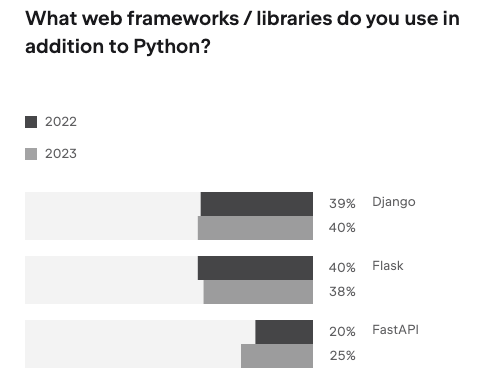 What web frameworks / libraries do you use in
addition to Python?
2022
2023
39% Django
40%
40% Flask
38%
20% FastAPI
25%